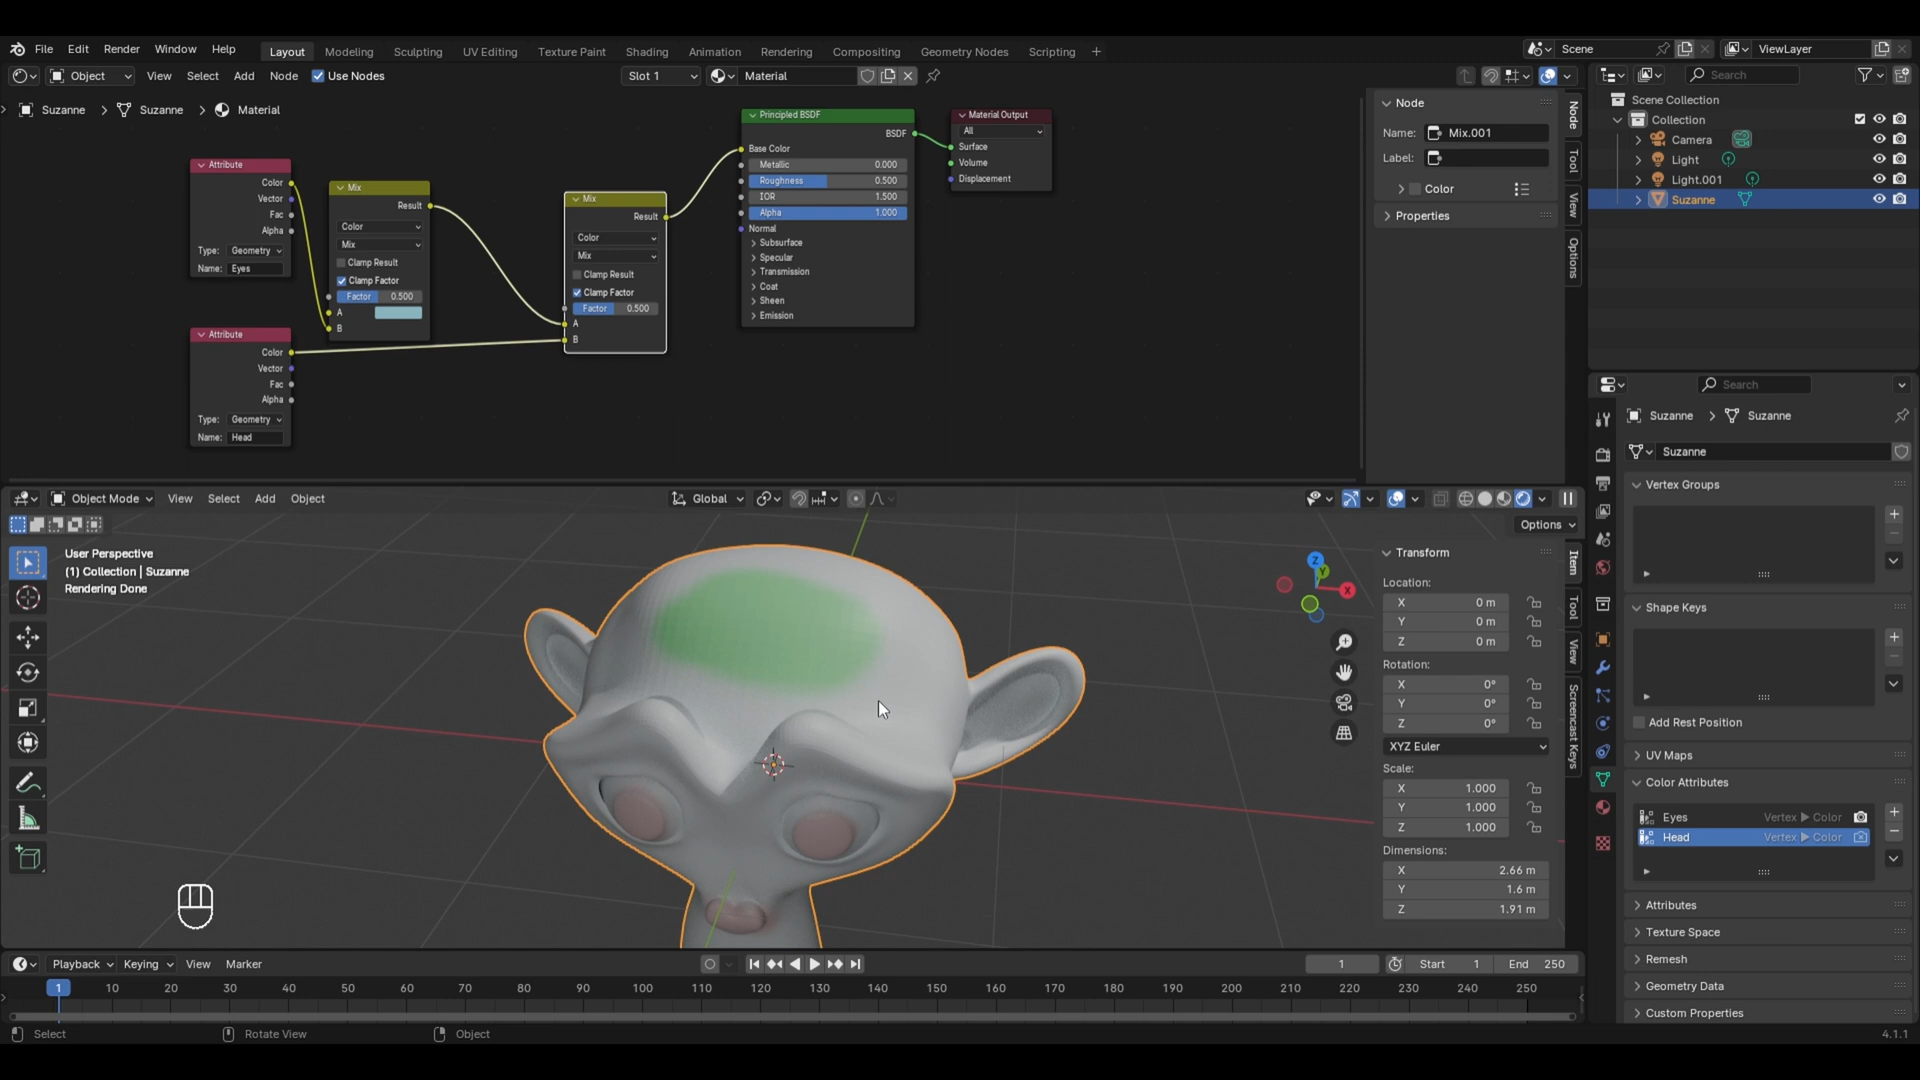 File Edit Render Window Help Layout Modeling Sculpting UV Editing Texture Paint Shading Animation Rendering Compositing Geometry Nodes Scripting + Scene ViewLayer
Object View Select Add Node Use Nodes Slot 1 Material Search
Suzanne > Suzanne > Material
Attribute
Color
Vector
Fac
Alpha
Type: Geometry
Name: Eyes
Mix
Result
Color
Mix
Clamp Result
Clamp Factor
Factor 0.500
A
B
Attribute
Color
Vector
Fac
Alpha
Type: Geometry
Name: Head
Mix
Result
Color
Mix
Clamp Result
Clamp Factor
Factor 0.500
A
B
Principled BSDF
BSDF
Base Color
Metallic 0.000
Roughness 0.500
IOR 1.500
Alpha 1.000
Normal
Subsurface
Specular
Transmission
Coat
Sheen
Emission
Material Output
All
Surface
Volume
Displacement
Node
Name: Mix.001
Label:
Color
Properties
Node
Tool
View
Options
Scene Collection
Collection
Camera
Light
Light.001
Suzanne
Object Mode View Select Add Object Global
Options
User Perspective
(1) Collection | Suzanne
Rendering Done
Z
Y
X
Transform
Location:
X 0 m
Y 0 m
Z 0 m
Rotation:
X 0°
Y 0°
Z 0°
XYZ Euler
Scale:
X 1.000
Y 1.000
Z 1.000
Dimensions:
X 2.66 m
Y 1.6 m
Z 1.91 m
Item
Tool
View
Screencast Keys
Search
Suzanne > Suzanne
Suzanne
Vertex Groups
Shape Keys
Add Rest Position
UV Maps
Color Attributes
Eyes Vertex ▶ Color
Head Vertex ▶ Color
Attributes
Texture Space
Remesh
Geometry Data
Custom Properties
Playback Keying View Marker 1 Start 1 End 250
1 10 20 30 40 50 60 70 80 90 100 110 120 130 140 150 160 170 180 190 200 210 220 230 240 250
Select Rotate View Object 4.1.1